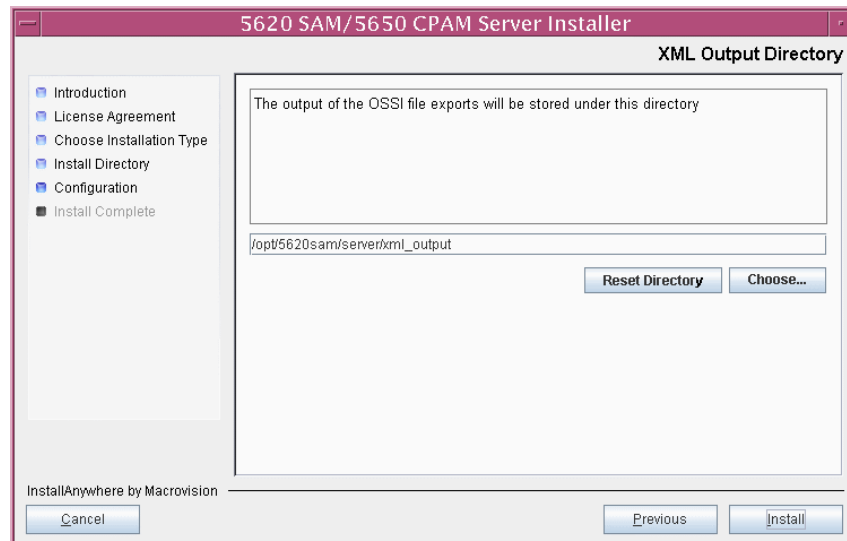 5620 SAM/5650 CPAM Server Installer
XML Output Directory
Introduction
License Agreement
Choose Installation Type
Install Directory
Configuration
Install Complete
The output of the OSSI file exports will be stored under this directory
/opt/5620sam/server/xml_output
Reset Directory
Choose...
InstallAnywhere by Macrovision
Cancel
Previous
Install